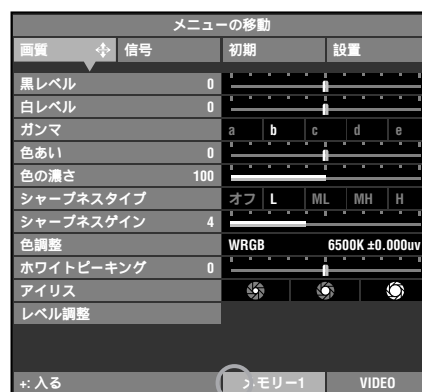 メニューの移動
画質 信号 初期 設置
黒レベル 0
白レベル 0
ガンマ a b c d e
色あい 0
色の濃さ 100
シャープネスタイプ オフ L ML MH H
シャープネスゲイン 4
色調整 WRGB 6500K ±0.000uv
ホワイトピーキング 0
アイリス
レベル調整
+: 入る メモリー1 VIDEO